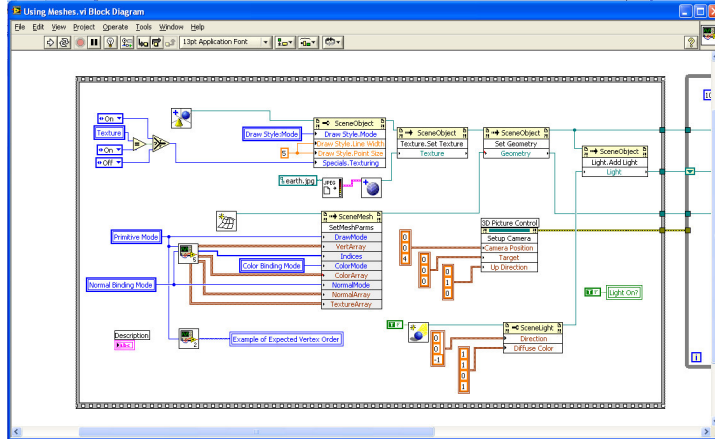 Using Meshes.vi Block Diagram
File Edit View Project Operate Tools Window Help
13pt Application Font
On
Texture
On
Off
Draw Style:Mode
5
SceneObject
Draw Style.Mode
Draw Style.Line Width
Draw Style.Point Size
Specials.Texturing
SceneObject
Texture.Set Texture
Texture
SceneObject
Set Geometry
Geometry
SceneObject
Light.Add Light
Light
earth.jpg
JPEG
SceneMesh
SetMeshParms
DrawMode
VertArray
Indices
ColorMode
ColorArray
NormalMode
NormalArray
TextureArray
Primitive Mode
5
Color Binding Mode
Normal Binding Mode
3D Picture Control
Setup Camera
Camera Position
Target
Up Direction
0
0
4
0
0
0
0
1
0
Light On?
Description
abc
2
Example of Expected Vertex Order
T F
SceneLight
Direction
Diffuse Color
0
0
-1
1
1
0
1
i